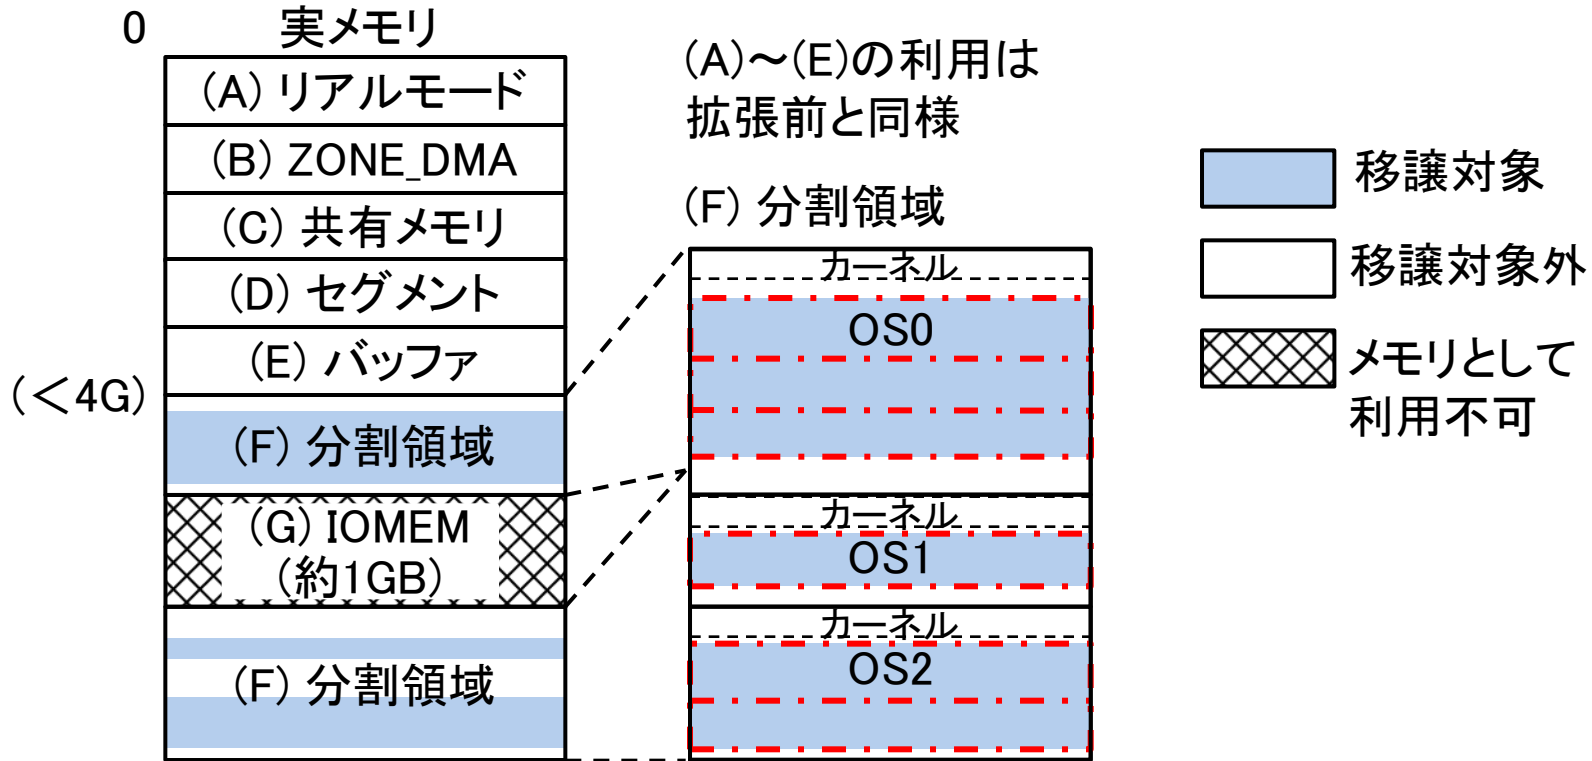 0
実メモリ
(A) リアルモード
(B) ZONE_DMA
(C) 共有メモリ
(D) セグメント
(E) バッファ
(＜4G)
(F) 分割領域
(G) IOMEM
(約1GB)
(F) 分割領域
(A)～(E)の利用は
拡張前と同様
(F) 分割領域
カーネル
OS0
カーネル
OS1
カーネル
OS2
移譲対象
移譲対象外
メモリとして
利用不可